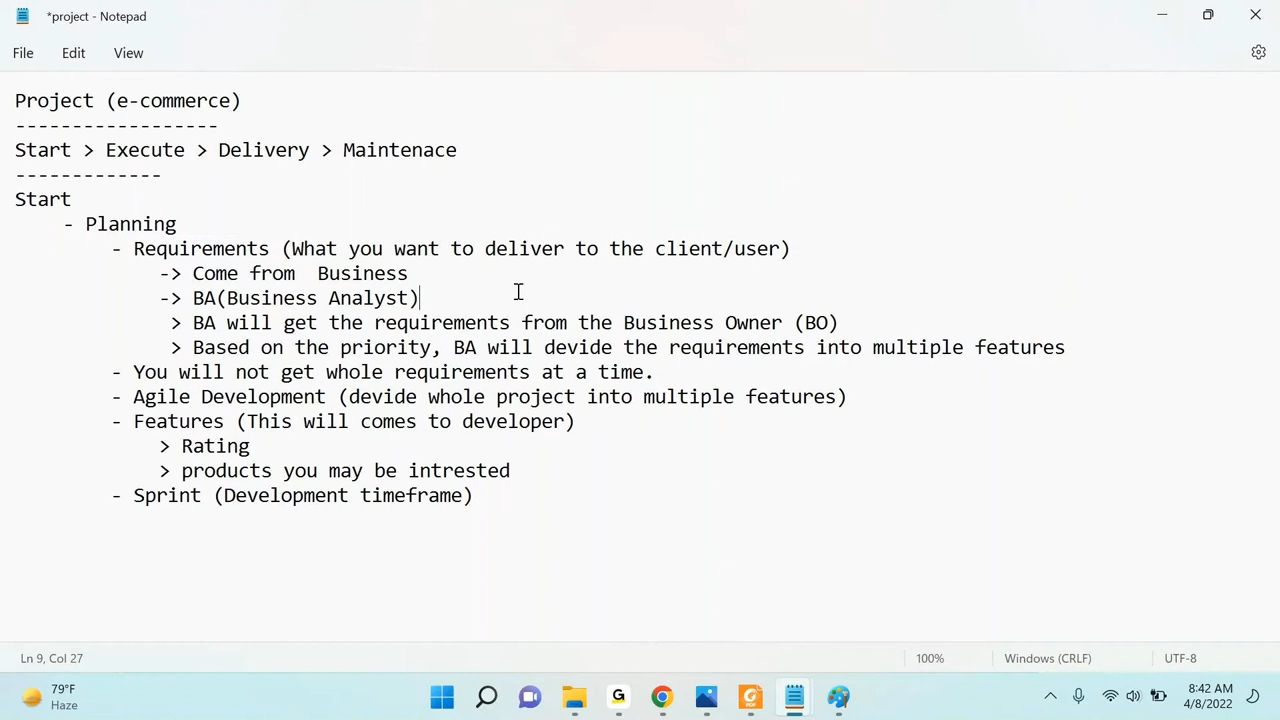 *project - Notepad
File Edit View
Project (e-commerce)
------------------
Start > Execute > Delivery > Maintenace
-------------
Start
- Planning
- Requirements (What you want to deliver to the client/user)
-> Come from  Business
-> BA(Business Analyst)
> BA will get the requirements from the Business Owner (BO)
> Based on the priority, BA will devide the requirements into multiple features
- You will not get whole requirements at a time.
- Agile Development (devide whole project into multiple features)
- Features (This will comes to developer)
> Rating
> products you may be intrested
- Sprint (Development timeframe)
Ln 9, Col 27 100% Windows (CRLF) UTF-8
79°F
Haze
G
PDF
8:42 AM
4/8/2022